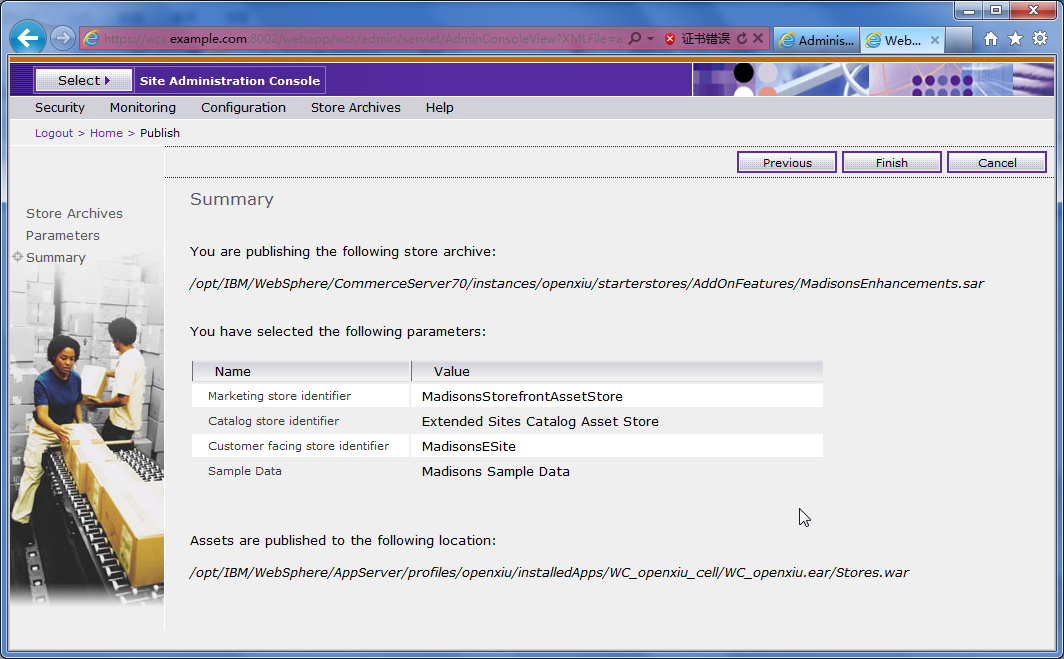 https://wcs.example.com:8002/webapp/wcs/admin/servlet/AdminConsoleView?XMLFile=a
证书错误
Adminis...
Web...
Select
Site Administration Console
Security Monitoring Configuration Store Archives Help
Logout > Home > Publish
Previous Finish Cancel
Store Archives
Parameters
Summary
Summary
You are publishing the following store archive:
/opt/IBM/WebSphere/CommerceServer70/instances/openxiu/starterstores/AddOnFeatures/MadisonsEnhancements.sar
You have selected the following parameters:
Name Value
Marketing store identifier MadisonsStorefrontAssetStore
Catalog store identifier Extended Sites Catalog Asset Store
Customer facing store identifier MadisonsESite
Sample Data Madisons Sample Data
Assets are published to the following location:
/opt/IBM/WebSphere/AppServer/profiles/openxiu/installedApps/WC_openxiu_cell/WC_openxiu.ear/Stores.war